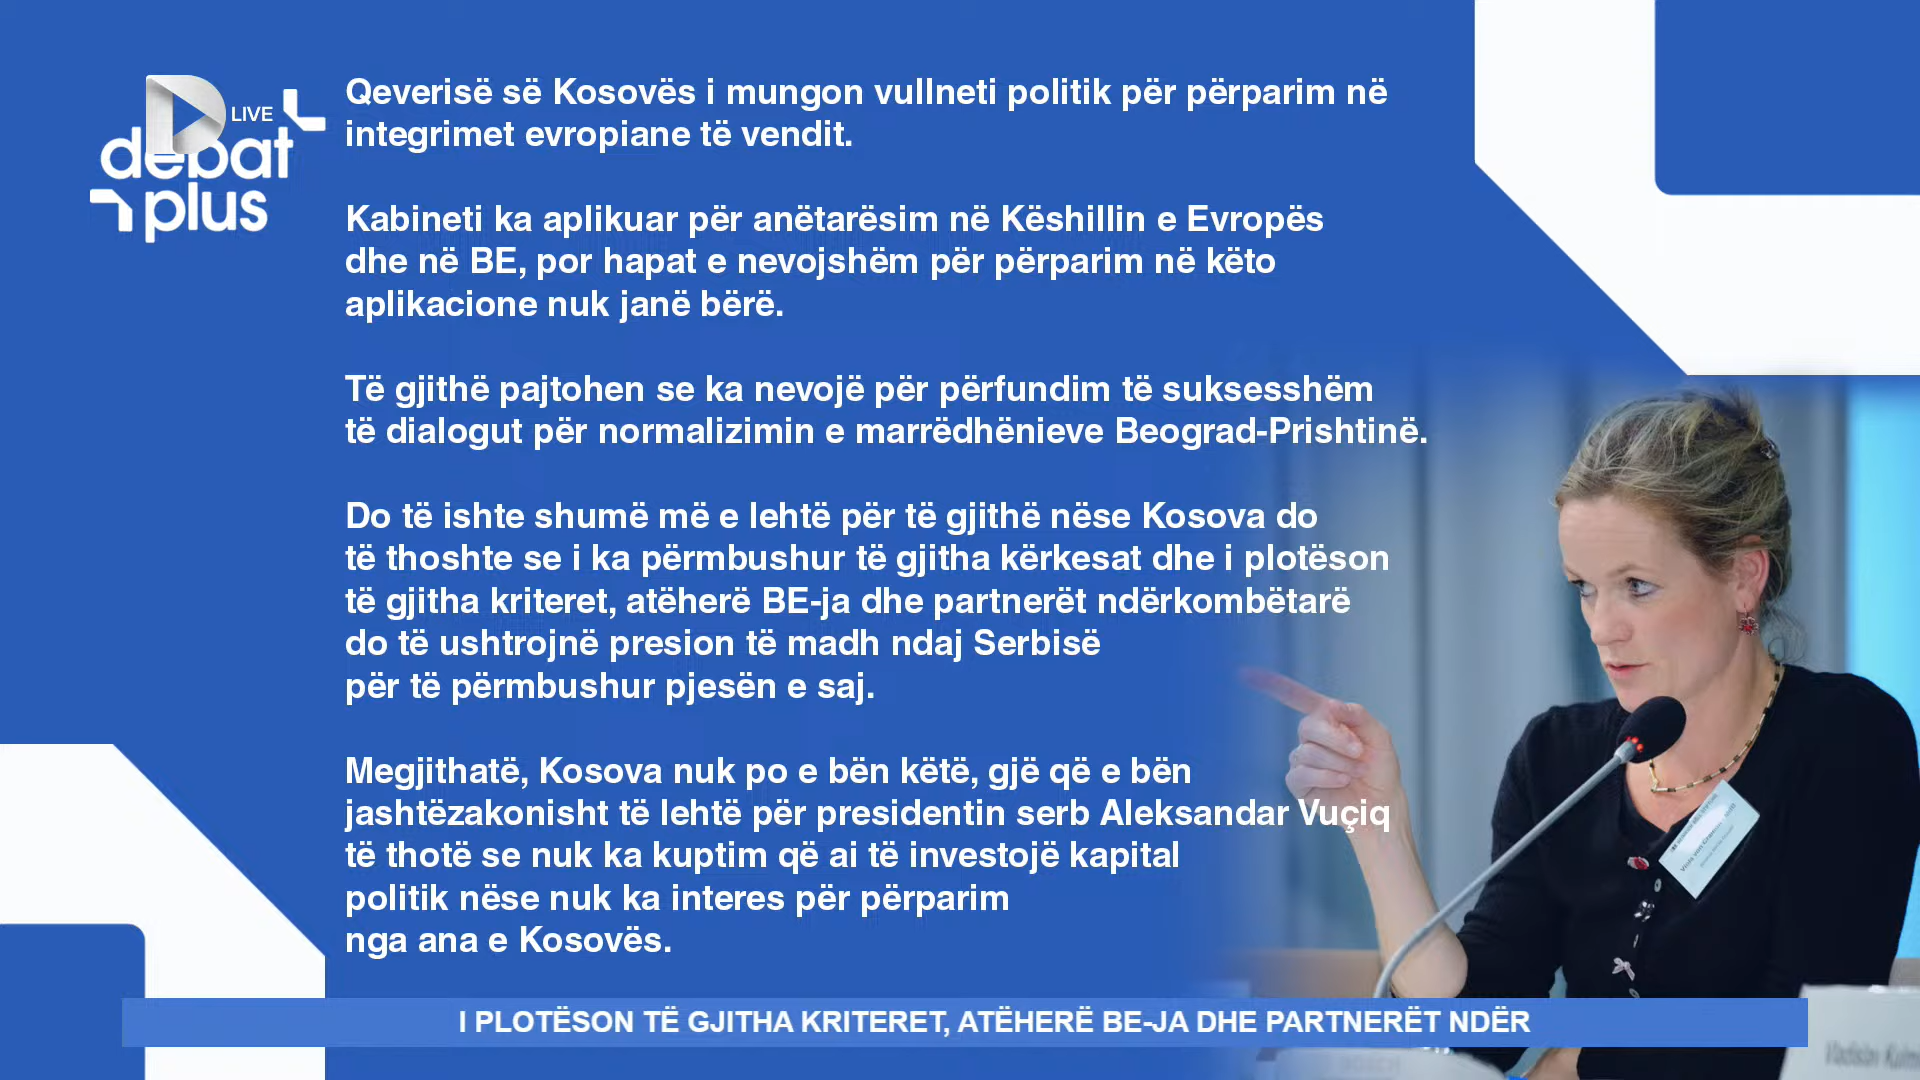 LIVE
debat
plus
Qeverisë së Kosovës i mungon vullneti politik për përparim në
integrimet evropiane të vendit.
Kabineti ka aplikuar për anëtarësim në Këshillin e Evropës
dhe në BE, por hapat e nevojshëm për përparim në këto
aplikacione nuk janë bërë.
Të gjithë pajtohen se ka nevojë për përfundim të suksesshëm
të dialogut për normalizimin e marrëdhënieve Beograd-Prishtinë.
Do të ishte shumë më e lehtë për të gjithë nëse Kosova do
të thoshte se i ka përmbushur të gjitha kërkesat dhe i plotëson
të gjitha kriteret, atëherë BE-ja dhe partnerët ndërkombëtarë
do të ushtrojnë presion të madh ndaj Serbisë
për të përmbushur pjesën e saj.
Megjithatë, Kosova nuk po e bën këtë, gjë që e bën
jashtëzakonisht të lehtë për presidentin serb Aleksandar Vuçiq
të thotë se nuk ka kuptim që ai të investojë kapital
politik nëse nuk ka interes për përparim
nga ana e Kosovës.
I PLOTËSON TË GJITHA KRITERET, ATËHERË BE-JA DHE PARTNERËT NDËR